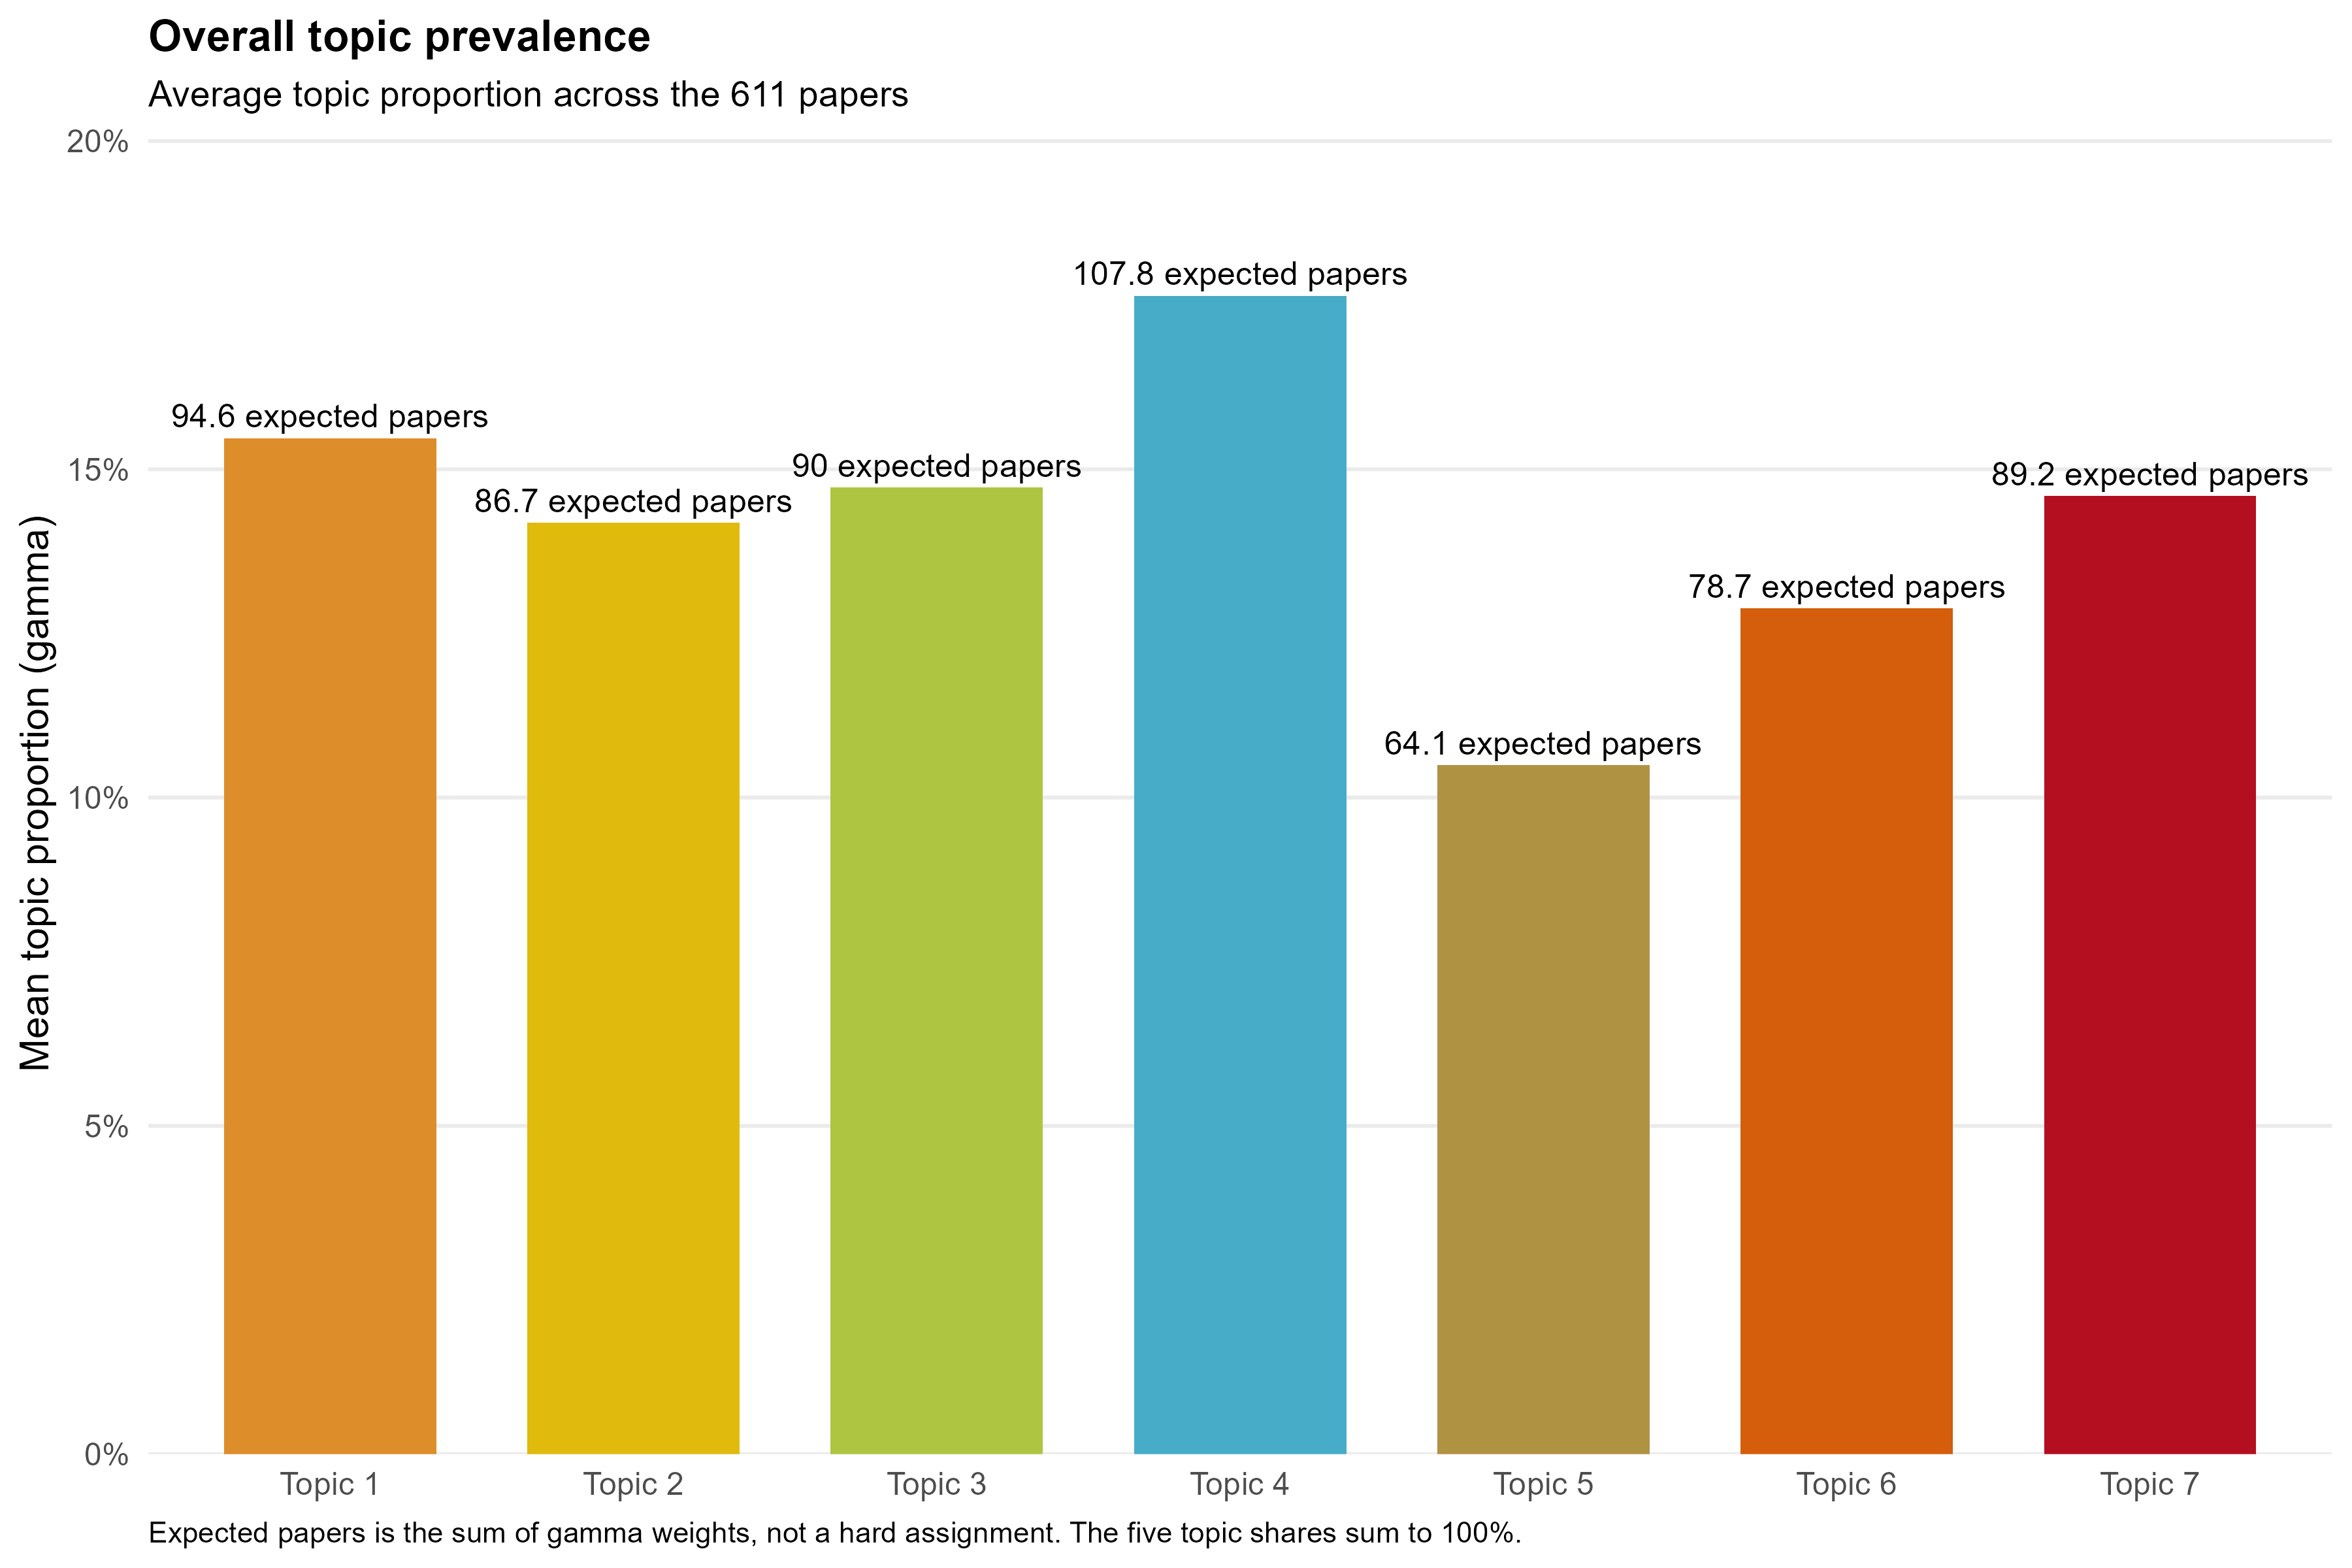 Overall topic prevalence
Average topic proportion across the 611 papers
Mean topic proportion (gamma)
20%
15%
10%
5%
0%
94.6 expected papers
86.7 expected papers
90 expected papers
107.8 expected papers
64.1 expected papers
78.7 expected papers
89.2 expected papers
Topic 1
Topic 2
Topic 3
Topic 4
Topic 5
Topic 6
Topic 7
Expected papers is the sum of gamma weights, not a hard assignment. The five topic shares sum to 100%.